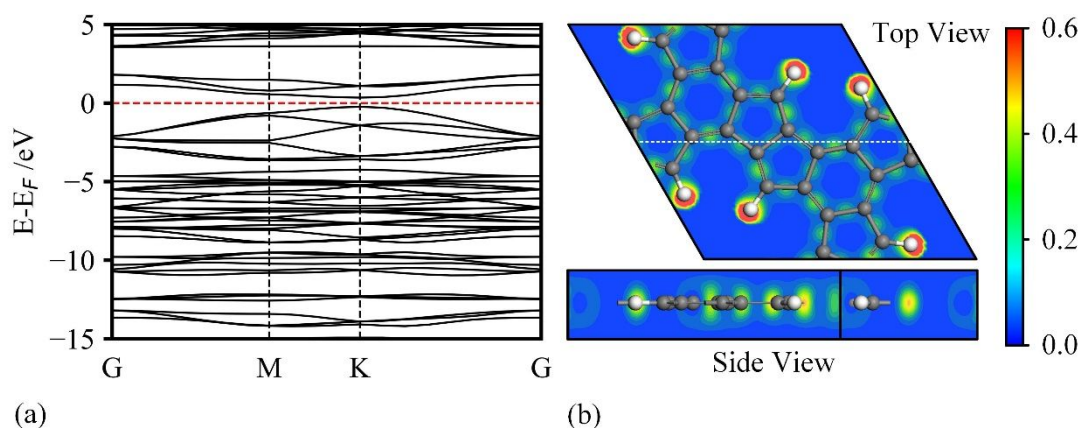 5
0
−5
−10
−15
E-E_F /eV
G
M
K
G
(a)
Top View
Side View
0.6
0.4
0.2
0.0
(b)